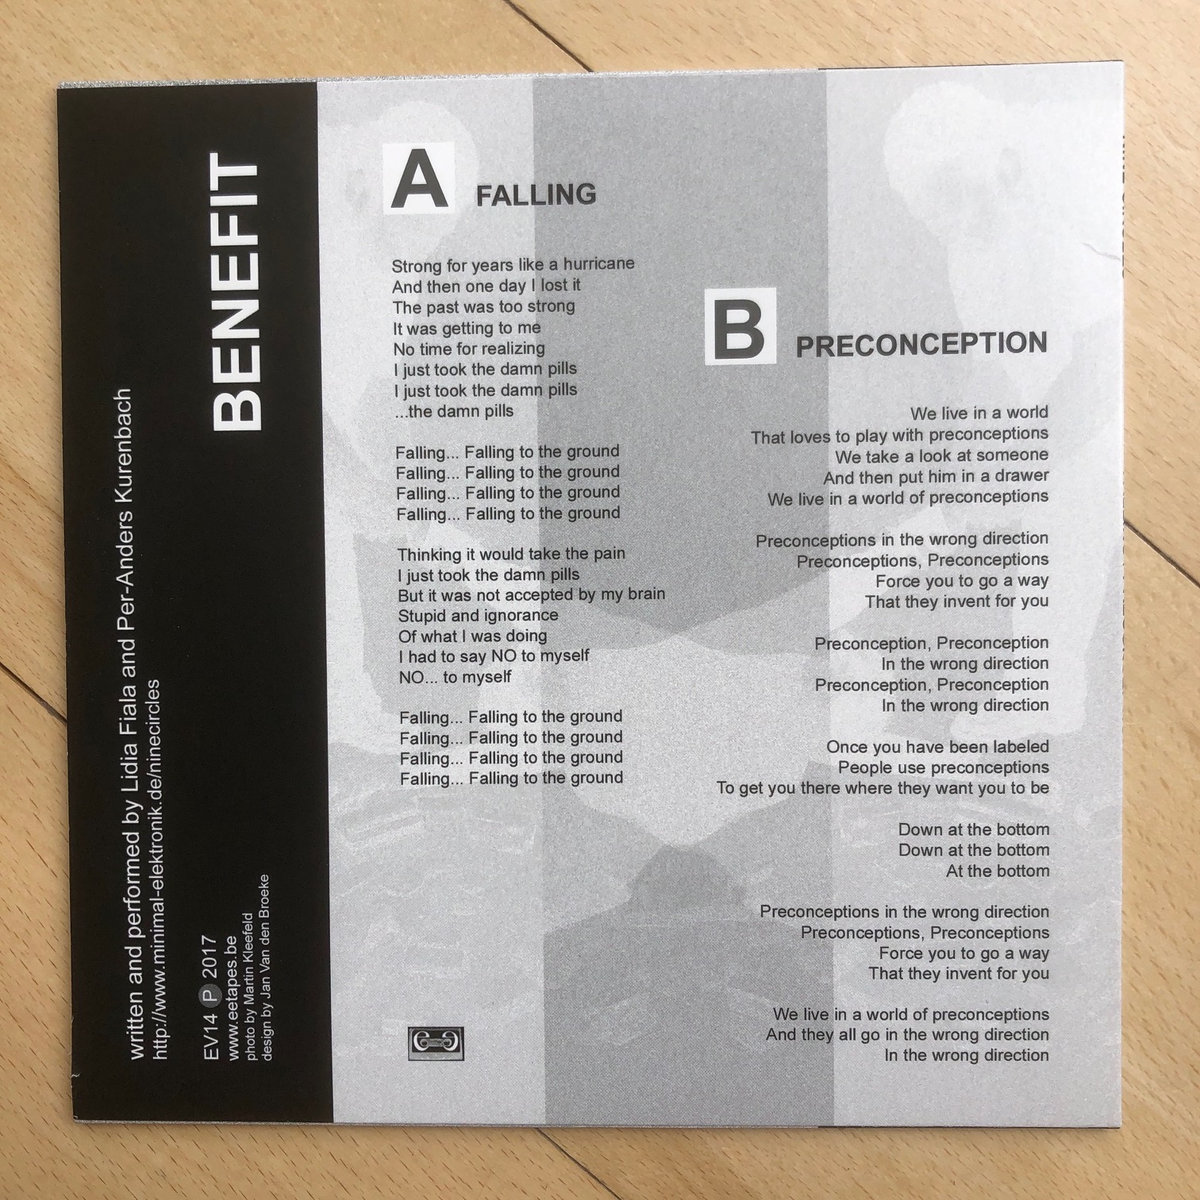 BENEFIT
written and performed by Lidia Fiala and Per-Anders Kurenbach
http://www.minimal-elektronik.de/ninecircles
EV14 P 2017
www.eetapes.be
photo by Martin Kleefeld
design by Jan Van den Broeke
A FALLING
Strong for years like a hurricane
And then one day I lost it
The past was too strong
It was getting to me
No time for realizing
I just took the damn pills
I just took the damn pills
...the damn pills
Falling... Falling to the ground
Falling... Falling to the ground
Falling... Falling to the ground
Falling... Falling to the ground
Thinking it would take the pain
I just took the damn pills
But it was not accepted by my brain
Stupid and ignorance
Of what I was doing
I had to say NO to myself
NO... to myself
Falling... Falling to the ground
Falling... Falling to the ground
Falling... Falling to the ground
Falling... Falling to the ground
B PRECONCEPTION
We live in a world
That loves to play with preconceptions
We take a look at someone
And then put him in a drawer
We live in a world of preconceptions
Preconceptions in the wrong direction
Preconceptions, Preconceptions
Force you to go a way
That they invent for you
Preconception, Preconception
In the wrong direction
Preconception, Preconception
In the wrong direction
Once you have been labeled
People use preconceptions
To get you there where they want you to be
Down at the bottom
Down at the bottom
At the bottom
Preconceptions in the wrong direction
Preconceptions, Preconceptions
Force you to go a way
That they invent for you
We live in a world of preconceptions
And they all go in the wrong direction
In the wrong direction